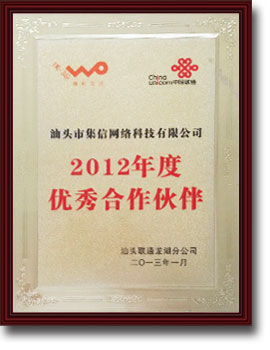 China
unicom中国联通
汕头市集信网络科技有限公司
2012年度
优秀合作伙伴
汕头联通龙湖分公司
二〇一三年一月